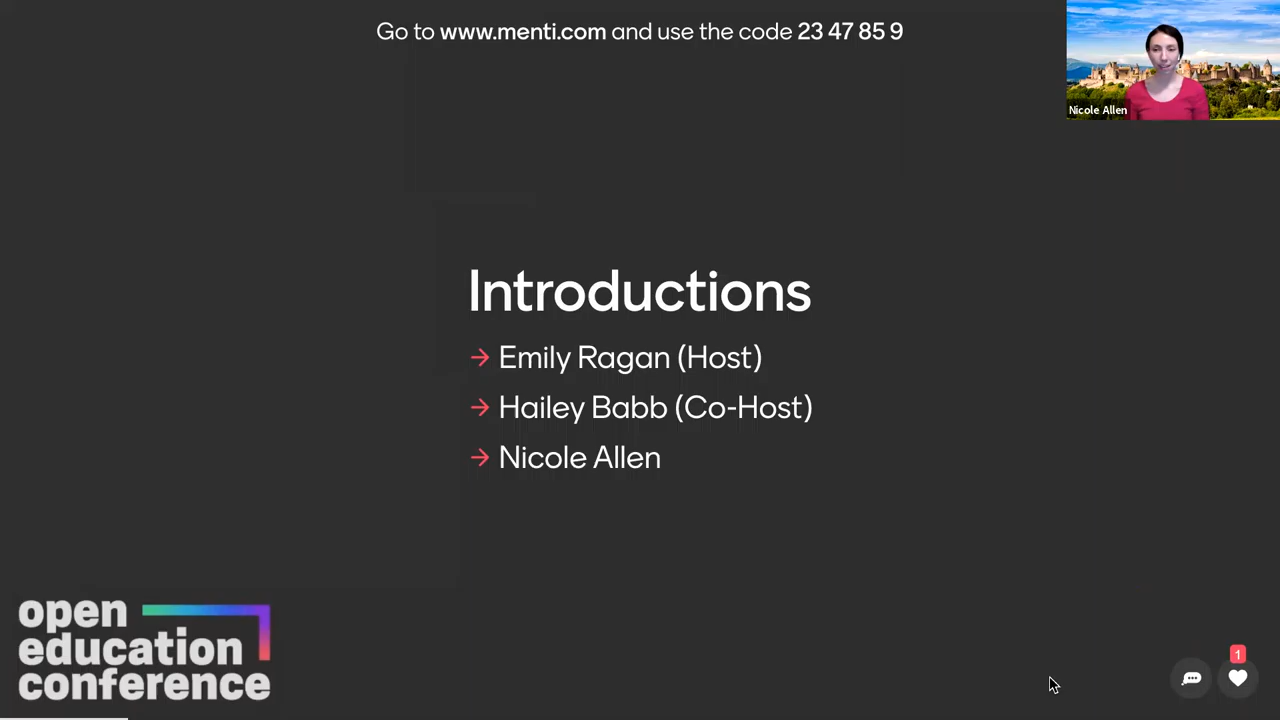 Go to www.menti.com and use the code 23 47 85 9
Nicole Allen
Introductions
→ Emily Ragan (Host)
→ Hailey Babb (Co-Host)
→ Nicole Allen
open
education
conference
1